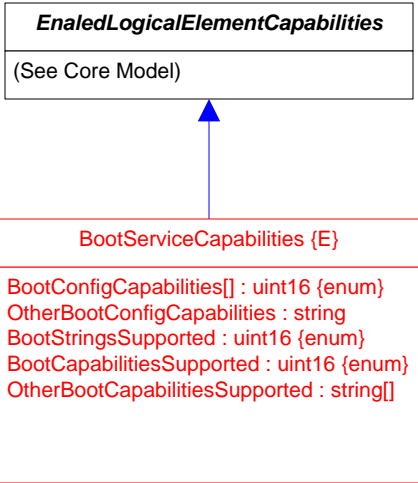 EnaledLogicalElementCapabilities
(See Core Model)
BootServiceCapabilities {E}
BootConfigCapabilities[] : uint16 {enum}
OtherBootConfigCapabilities : string
BootStringsSupported : uint16 {enum}
BootCapabilitiesSupported : uint16 {enum}
OtherBootCapabilitiesSupported : string[]